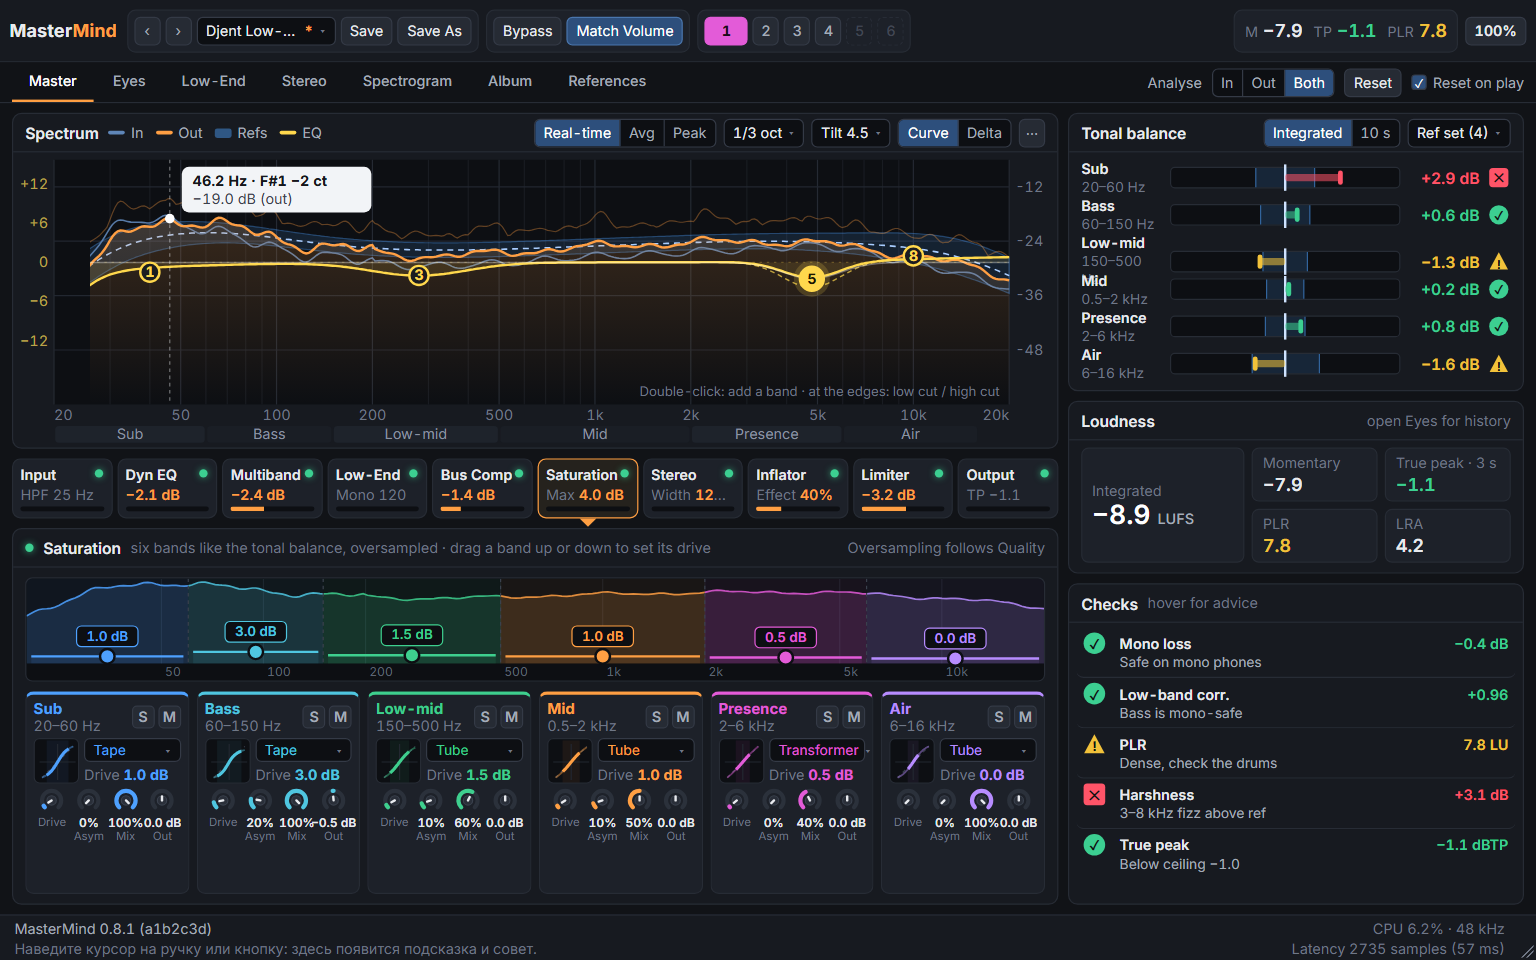 MasterMind ‹ › Djent Low-... * Save Save As Bypass Match Volume 1 2 3 4 5 6 M −7.9 TP −1.1 PLR 7.8 100%
Master Eyes Low-End Stereo Spectrogram Album References Analyse In Out Both Reset Reset on play
Spectrum In Out Refs EQ Real-time Avg Peak 1/3 oct Tilt 4.5 Curve Delta ...
46.2 Hz · F#1 −2 ct
−19.0 dB (out)
+12 −12
+6 −24
0
−6 −36
−12 −48
1 3 5 8
Double-click: add a band · at the edges: low cut / high cut
20 50 100 200 500 1k 2k 5k 10k 20k
Sub Bass Low-mid Mid Presence Air
Tonal balance Integrated 10 s Ref set (4)
Sub
20–60 Hz
+2.9 dB
Bass
60–150 Hz
+0.6 dB
Low-mid
150–500
−1.3 dB
Mid
0.5–2 kHz
+0.2 dB
Presence
2–6 kHz
+0.8 dB
Air
6–16 kHz
−1.6 dB
Input
HPF 25 Hz
Dyn EQ
−2.1 dB
Multiband
−2.4 dB
Low-End
Mono 120
Bus Comp
−1.4 dB
Saturation
Max 4.0 dB
Stereo
Width 12...
Inflator
Effect 40%
Limiter
−3.2 dB
Output
TP −1.1
Loudness open Eyes for history
Integrated
−8.9 LUFS
Momentary
−7.9
True peak · 3 s
−1.1
PLR
7.8
LRA
4.2
Saturation six bands like the tonal balance, oversampled · drag a band up or down to set its drive Oversampling follows Quality
1.0 dB 3.0 dB 1.5 dB 1.0 dB 0.5 dB 0.0 dB
50 100 200 500 1k 2k 5k 10k
Sub
20–60 Hz
S M
Tape
Drive 1.0 dB
Drive 0% 100% 0.0 dB
Asym Mix Out
Bass
60–150 Hz
S M
Tape
Drive 3.0 dB
Drive 20% 100% −0.5 dB
Asym Mix Out
Low-mid
150–500 Hz
S M
Tube
Drive 1.5 dB
Drive 10% 60% 0.0 dB
Asym Mix Out
Mid
0.5–2 kHz
S M
Tube
Drive 1.0 dB
Drive 10% 50% 0.0 dB
Asym Mix Out
Presence
2–6 kHz
S M
Transformer
Drive 0.5 dB
Drive 0% 40% 0.0 dB
Asym Mix Out
Air
6–16 kHz
S M
Tube
Drive 0.0 dB
Drive 0% 100% 0.0 dB
Asym Mix Out
Checks hover for advice
Mono loss −0.4 dB
Safe on mono phones
Low-band corr. +0.96
Bass is mono-safe
PLR 7.8 LU
Dense, check the drums
Harshness +3.1 dB
3–8 kHz fizz above ref
True peak −1.1 dBTP
Below ceiling −1.0
MasterMind 0.8.1 (a1b2c3d) CPU 6.2% · 48 kHz
Наведите курсор на ручку или кнопку: здесь появится подсказка и совет. Latency 2735 samples (57 ms)